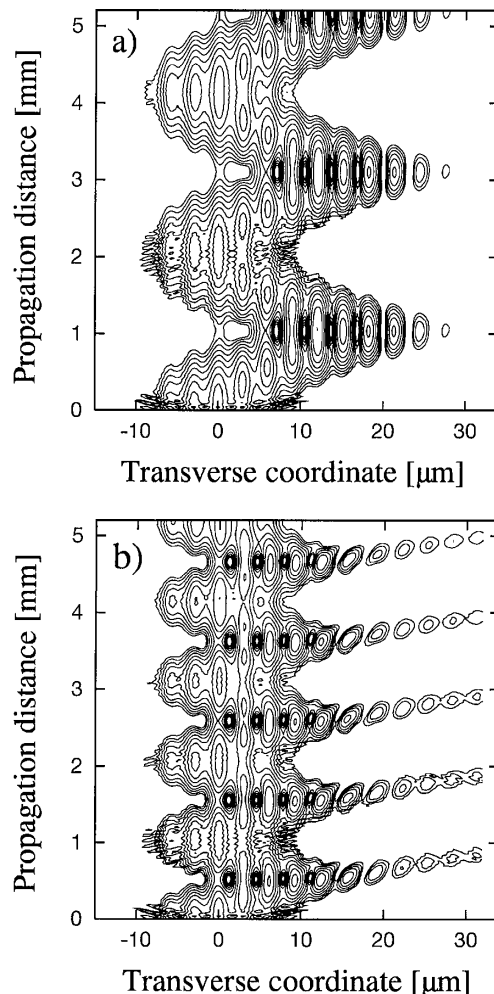 a)
5
4
3
2
1
0
Propagation distance [mm]
-10 0 10 20 30
Transverse coordinate [μm]
b)
5
4
3
2
1
0
Propagation distance [mm]
-10 0 10 20 30
Transverse coordinate [μm]